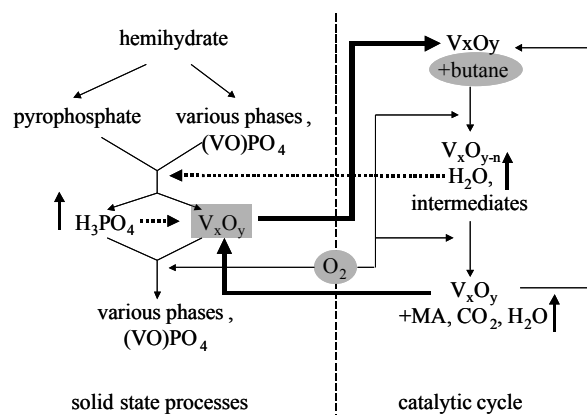 hemihydrate
pyrophosphate
various phases,
(VO)PO4
H3PO4
VxOy
various phases,
(VO)PO4
solid state processes
O2
VxOy
+butane
VxOy-n
H2O,
intermediates
VxOy
+MA, CO2, H2O
catalytic cycle